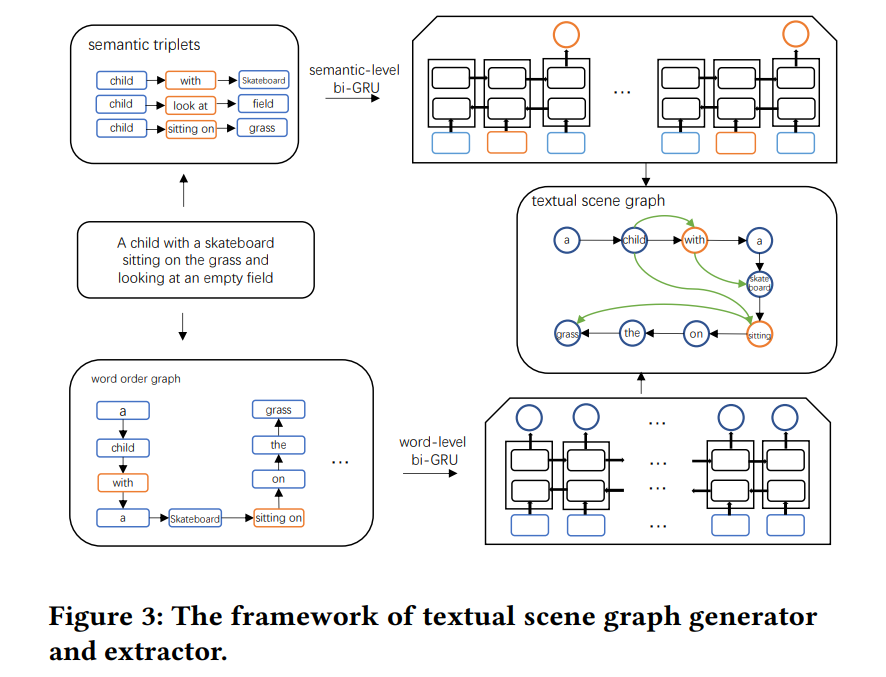 semantic triplets
child with Skateboard
child look at field
child sitting on grass
semantic-level
bi-GRU
...
A child with a skateboard
sitting on the grass and
looking at an empty field
textual scene graph
a child with a
skate
board
grass the on sitting
word order graph
a
child
with
a Skateboard sitting on
on
the
grass
...
word-level
bi-GRU
...
...
...
...
Figure 3: The framework of textual scene graph generator
and extractor.